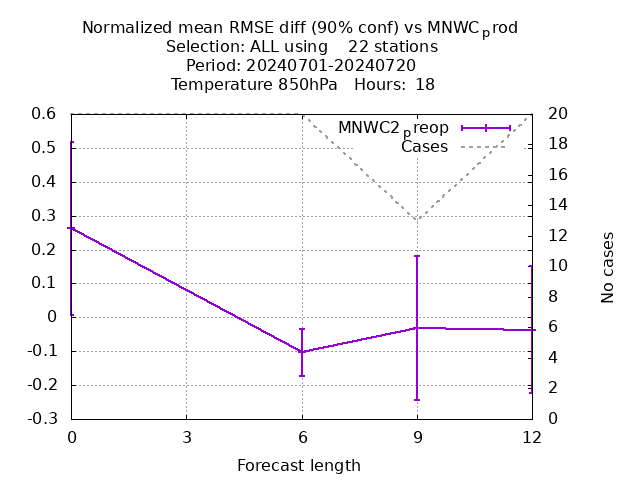 Normalized mean RMSE diff (90% conf) vs MNWCprod
Selection: ALL using    22 stations
Period: 20240701-20240720
Temperature 850hPa   Hours: 18
0.6
0.5
0.4
0.3
0.2
0.1
0
-0.1
-0.2
-0.3
MNWC2preop
Cases
20
18
16
14
12
10
8
6
4
2
0
No cases
0 3 6 9 12
Forecast length